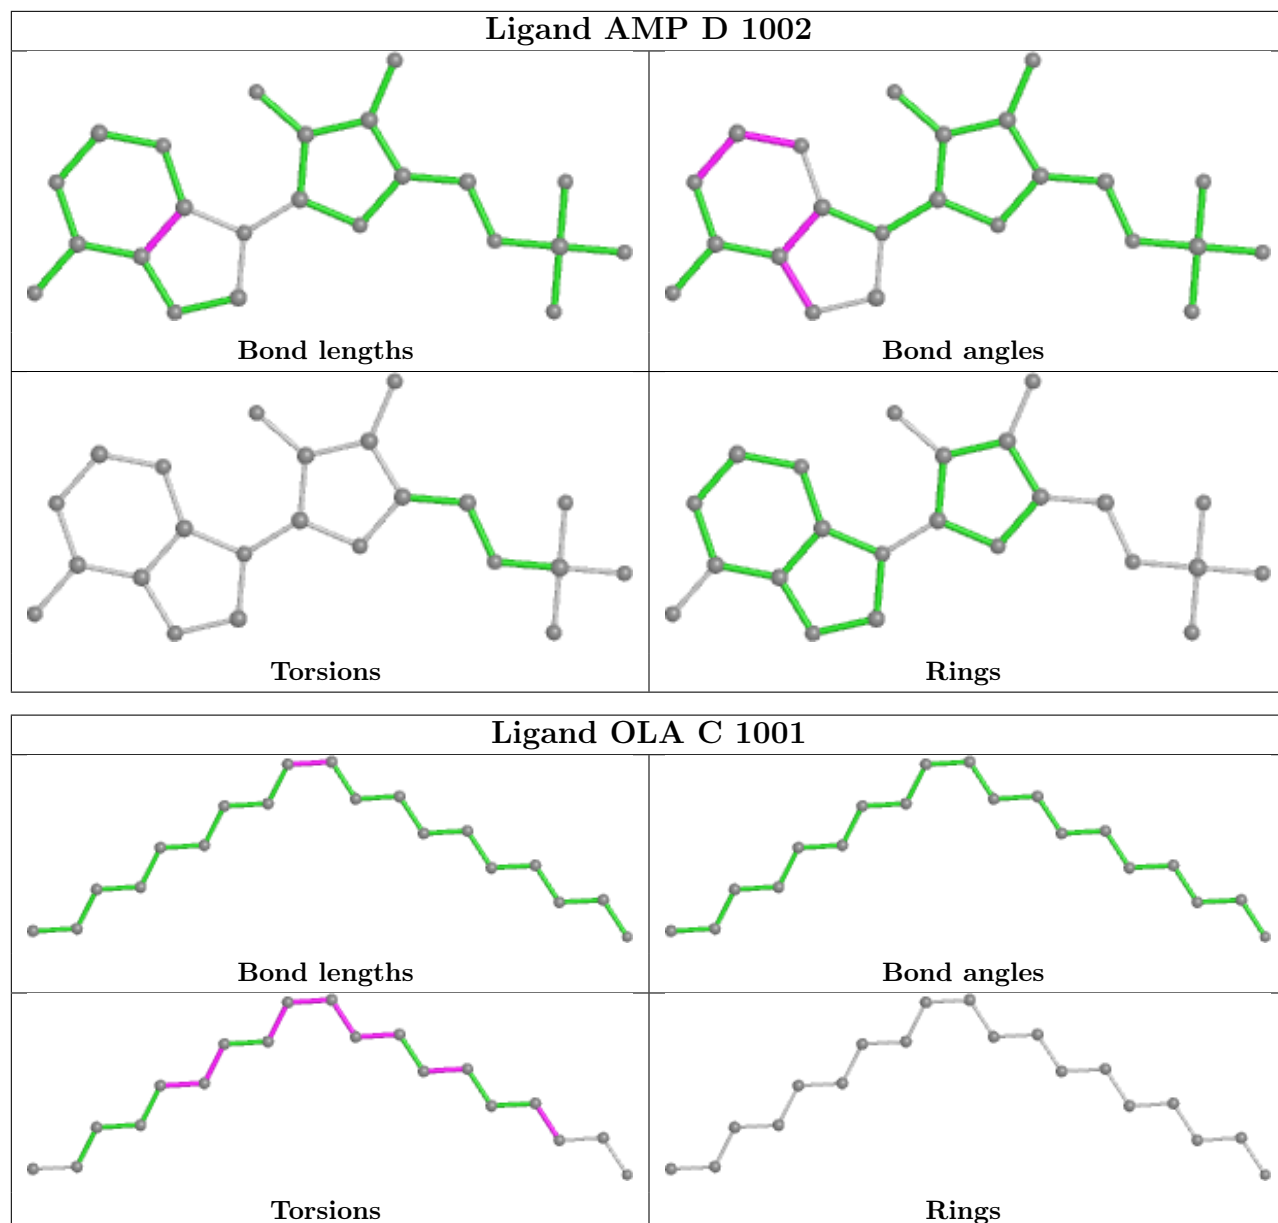 Ligand AMP D 1002
Bond lengths
Bond angles
Torsions
Rings
Ligand OLA C 1001
Bond lengths
Bond angles
Torsions
Rings